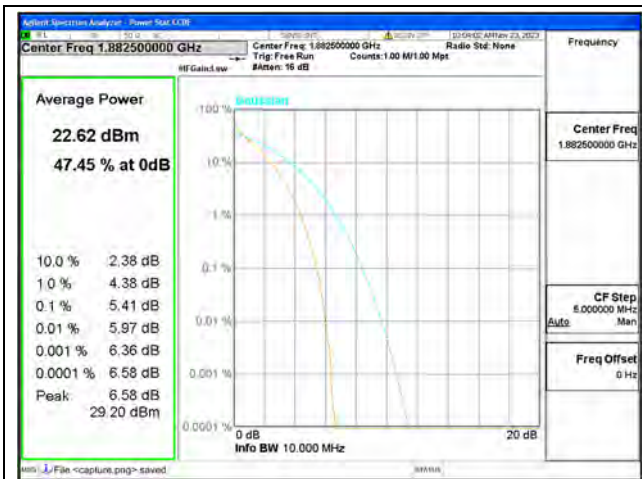 Agilent Spectrum Analyzer - Power Stat CCDF
Center Freq 1.882500000 GHz
Center Freq: 1.882500000 GHz
Radio Std: None
Trig: Free Run
Counts:1.00 M/1.00 Mpt
#IFGain:Low
#Atten: 16 dB
10:04:02 AM Nov 23, 2023
Frequency
Average Power
22.62 dBm
47.45 % at 0dB
10.0 % 2.38 dB
1.0 % 4.38 dB
0.1 % 5.41 dB
0.01 % 5.97 dB
0.001 % 6.36 dB
0.0001 % 6.58 dB
Peak 6.58 dB
29.20 dBm
Gaussian
100 %
10 %
1 %
0.1 %
0.01 %
0.001 %
0.0001 %
0 dB
20 dB
Info BW 10.000 MHz
Center Freq
1.882500000 GHz
CF Step
5.000000 MHz
Auto Man
Freq Offset
0 Hz
MSG File <capture.png> saved
STATUS